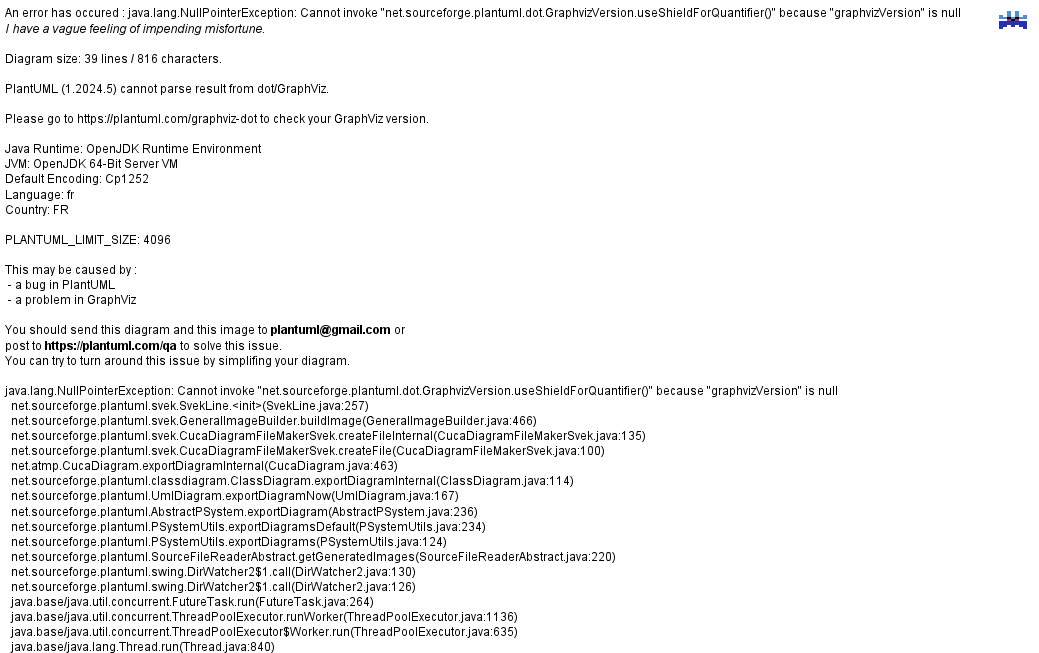 An error has occured : java.lang.NullPointerException: Cannot invoke "net.sourceforge.plantuml.dot.GraphvizVersion.useShieldForQuantifier()" because "graphvizVersion" is null
I have a vague feeling of impending misfortune.
Diagram size: 39 lines / 816 characters.
PlantUML (1.2024.5) cannot parse result from dot/GraphViz.
Please go to https://plantuml.com/graphviz-dot to check your GraphViz version.
Java Runtime: OpenJDK Runtime Environment
JVM: OpenJDK 64-Bit Server VM
Default Encoding: Cp1252
Language: fr
Country: FR
PLANTUML_LIMIT_SIZE: 4096
This may be caused by :
- a bug in PlantUML
- a problem in GraphViz
You should send this diagram and this image to plantuml@gmail.com or
post to https://plantuml.com/qa to solve this issue.
You can try to turn around this issue by simplifing your diagram.
java.lang.NullPointerException: Cannot invoke "net.sourceforge.plantuml.dot.GraphvizVersion.useShieldForQuantifier()" because "graphvizVersion" is null
net.sourceforge.plantuml.svek.SvekLine.<init>(SvekLine.java:257)
net.sourceforge.plantuml.svek.GeneralImageBuilder.buildImage(GeneralImageBuilder.java:466)
net.sourceforge.plantuml.svek.CucaDiagramFileMakerSvek.createFileInternal(CucaDiagramFileMakerSvek.java:135)
net.sourceforge.plantuml.svek.CucaDiagramFileMakerSvek.createFile(CucaDiagramFileMakerSvek.java:100)
net.atmp.CucaDiagram.exportDiagramInternal(CucaDiagram.java:463)
net.sourceforge.plantuml.classdiagram.ClassDiagram.exportDiagramInternal(ClassDiagram.java:114)
net.sourceforge.plantuml.UmlDiagram.exportDiagramNow(UmlDiagram.java:167)
net.sourceforge.plantuml.AbstractPSystem.exportDiagram(AbstractPSystem.java:236)
net.sourceforge.plantuml.PSystemUtils.exportDiagramsDefault(PSystemUtils.java:234)
net.sourceforge.plantuml.PSystemUtils.exportDiagrams(PSystemUtils.java:124)
net.sourceforge.plantuml.SourceFileReaderAbstract.getGeneratedImages(SourceFileReaderAbstract.java:220)
net.sourceforge.plantuml.swing.DirWatcher2$1.call(DirWatcher2.java:130)
net.sourceforge.plantuml.swing.DirWatcher2$1.call(DirWatcher2.java:126)
java.base/java.util.concurrent.FutureTask.run(FutureTask.java:264)
java.base/java.util.concurrent.ThreadPoolExecutor.runWorker(ThreadPoolExecutor.java:1136)
java.base/java.util.concurrent.ThreadPoolExecutor$Worker.run(ThreadPoolExecutor.java:635)
java.base/java.lang.Thread.run(Thread.java:840)